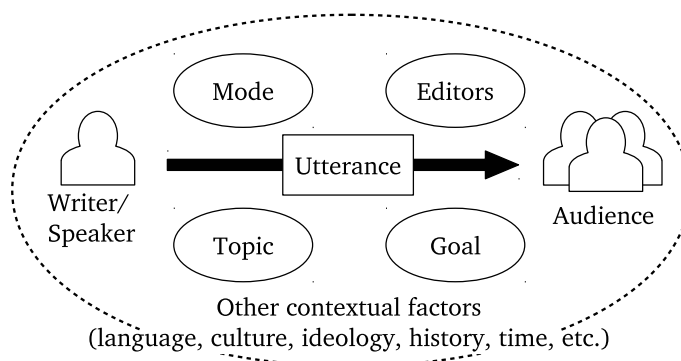 Mode
Editors
Utterance
Writer/
Speaker
Audience
Topic
Goal
Other contextual factors
(language, culture, ideology, history, time, etc.)